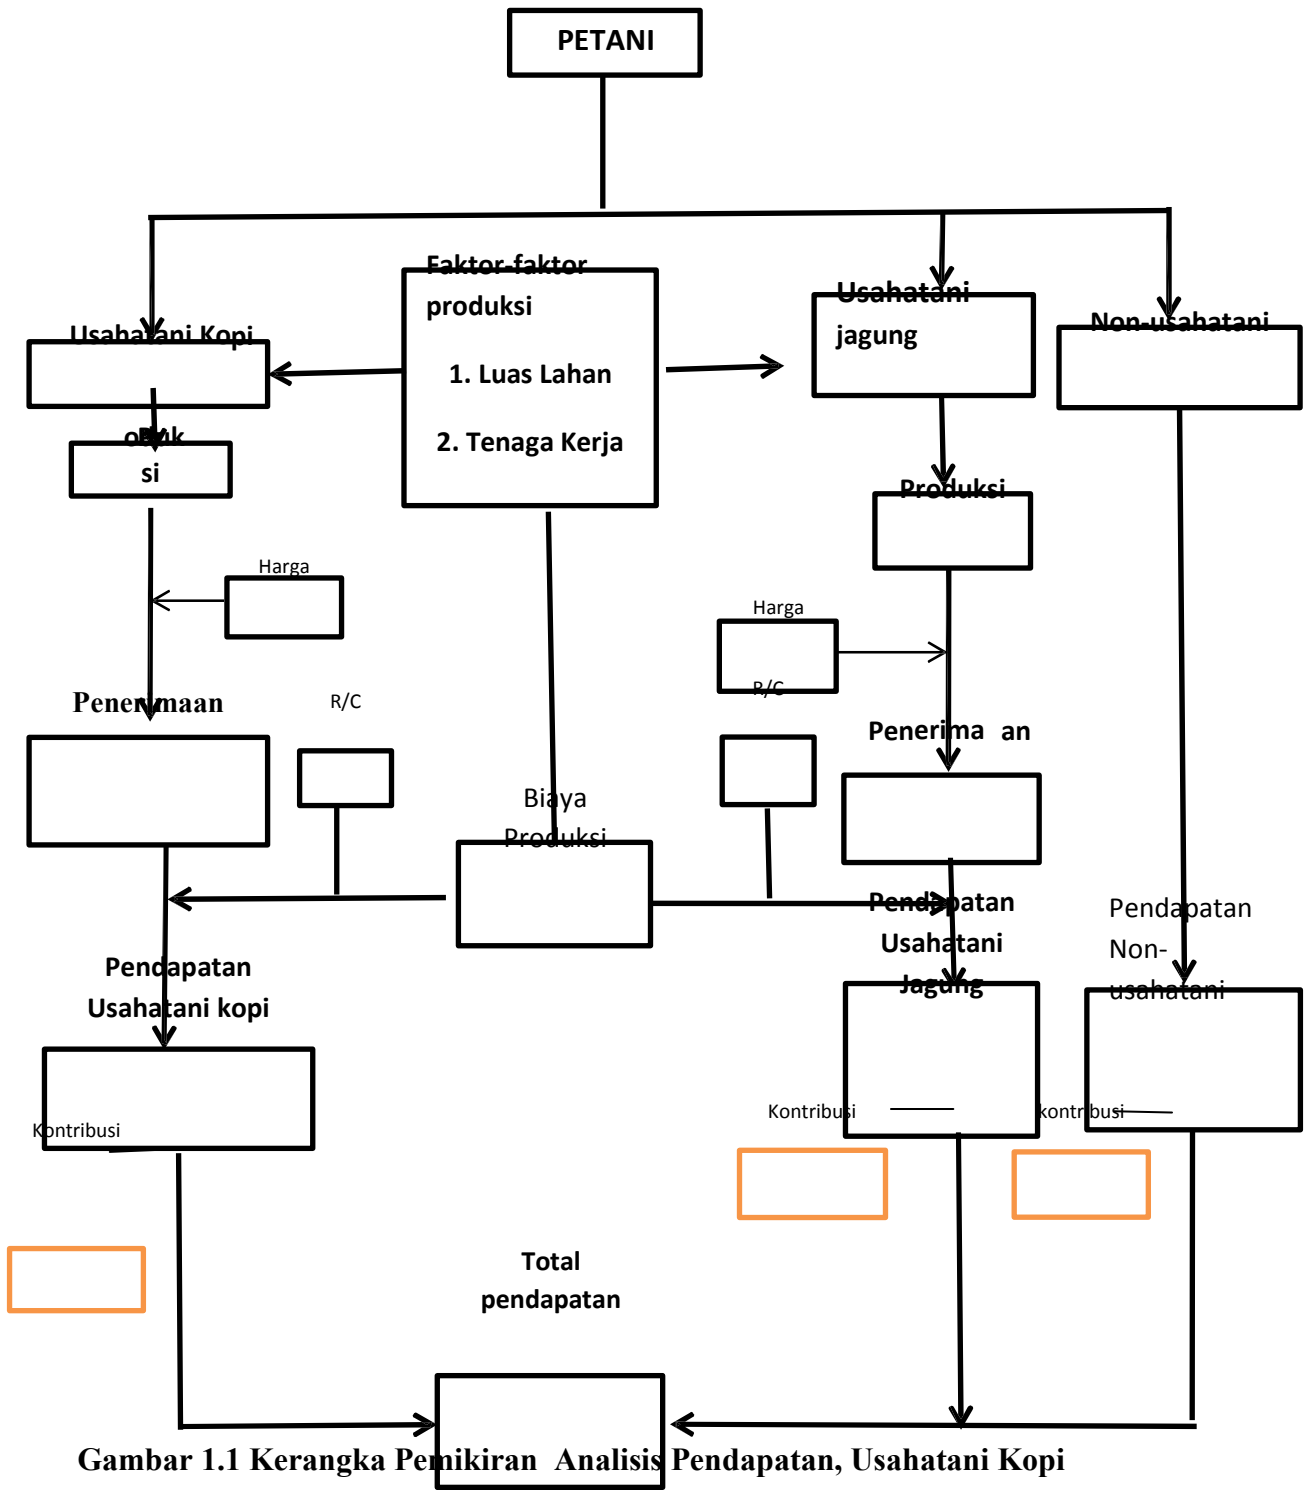 PETANI
Faktor-faktor
produksi
1. Luas Lahan
2. Tenaga Kerja
Usahatani Kopi
si
Harga
Penerimaan
R/C
Pendapatan
Usahatani kopi
Kontribusi
Biaya
Produksi
Usahatani
jagung
Produksi
Harga
R/C
Penerima an
Pendapatan
Usahatani
Jagung
Kontribusi
Non-usahatani
Pendapatan
Non-
usahatani
kontribusi
Total
pendapatan
Gambar 1.1 Kerangka Pemikiran Analisis Pendapatan, Usahatani Kopi